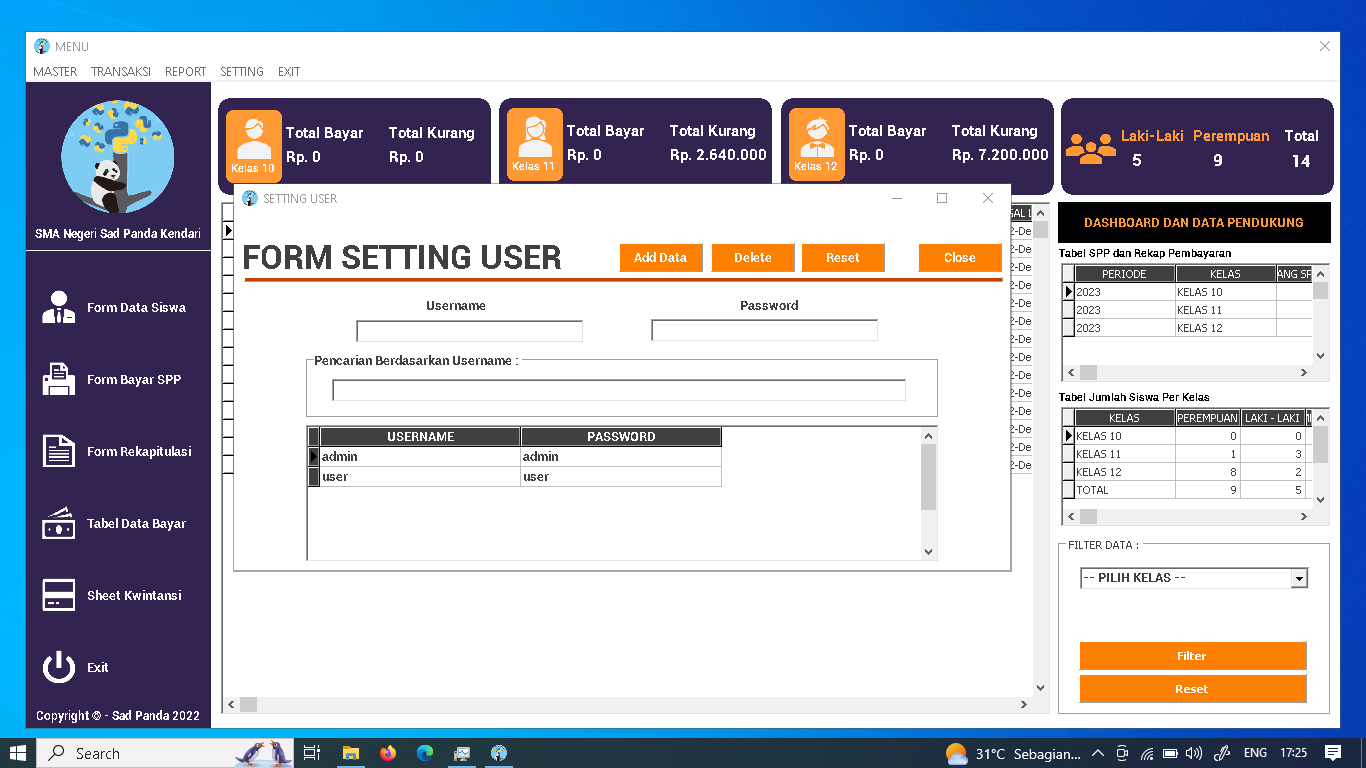 MENU
MASTER TRANSAKSI REPORT SETTING EXIT
Total Bayar Total Kurang
Rp. 0 Rp. 0
Kelas 10
Total Bayar Total Kurang
Rp. 0 Rp. 2.640.000
Kelas 11
Total Bayar Total Kurang
Rp. 0 Rp. 7.200.000
Kelas 12
Laki-Laki Perempuan Total
5 9 14
SMA Negeri Sad Panda Kendari
Form Data Siswa
Form Bayar SPP
Form Rekapitulasi
Tabel Data Bayar
Sheet Kwintansi
Exit
Copyright © - Sad Panda 2022
SETTING USER
FORM SETTING USER
Add Data Delete Reset Close
Username Password
Pencarian Berdasarkan Username :
USERNAME PASSWORD
admin admin
user user
DASHBOARD DAN DATA PENDUKUNG
Tabel SPP dan Rekap Pembayaran
PERIODE KELAS ANG SP
2023 KELAS 10
2023 KELAS 11
2023 KELAS 12
Tabel Jumlah Siswa Per Kelas
KELAS PEREMPUAN LAKI - LAKI
KELAS 10 0 0
KELAS 11 1 3
KELAS 12 8 2
TOTAL 9 5
FILTER DATA :
-- PILIH KELAS --
Filter
Reset
Search
31°C Sebagian... ENG 17:25